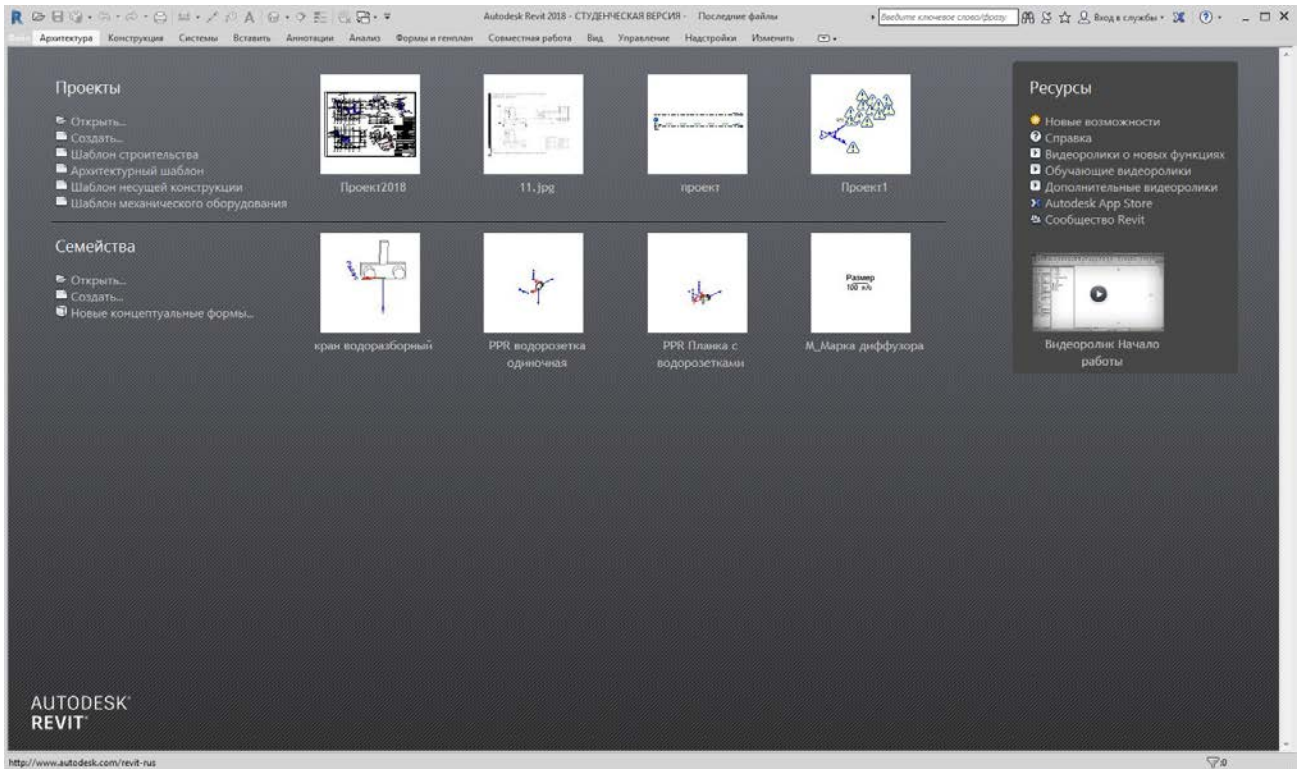 Autodesk Revit 2018 - СТУДЕНЧЕСКАЯ ВЕРСИЯ - Последние файлы
Введите ключевое слово/фразу
Вход в службы
Архитектура Конструкция Системы Вставить Аннотации Анализ Формы и генплан Совместная работа Вид Управление Надстройки Изменить
Проекты
Открыть...
Создать...
Шаблон строительства
Архитектурный шаблон
Шаблон несущей конструкции
Шаблон механического оборудования
Проект2018
11.jpg
проект
Проект1
Семейства
Открыть...
Создать...
Новые концептуальные формы...
Размер
кран водоразборный
PPR водорозетка
одиночная
PPR Планка с
водорозетками
М_Марка диффузора
Ресурсы
Новые возможности
Справка
Видеоролики о новых функциях
Обучающие видеоролики
Дополнительные видеоролики
Autodesk App Store
Сообщество Revit
Видеоролик Начало
работы
AUTODESK®
REVIT®
http://www.autodesk.com/revit-rus
:0